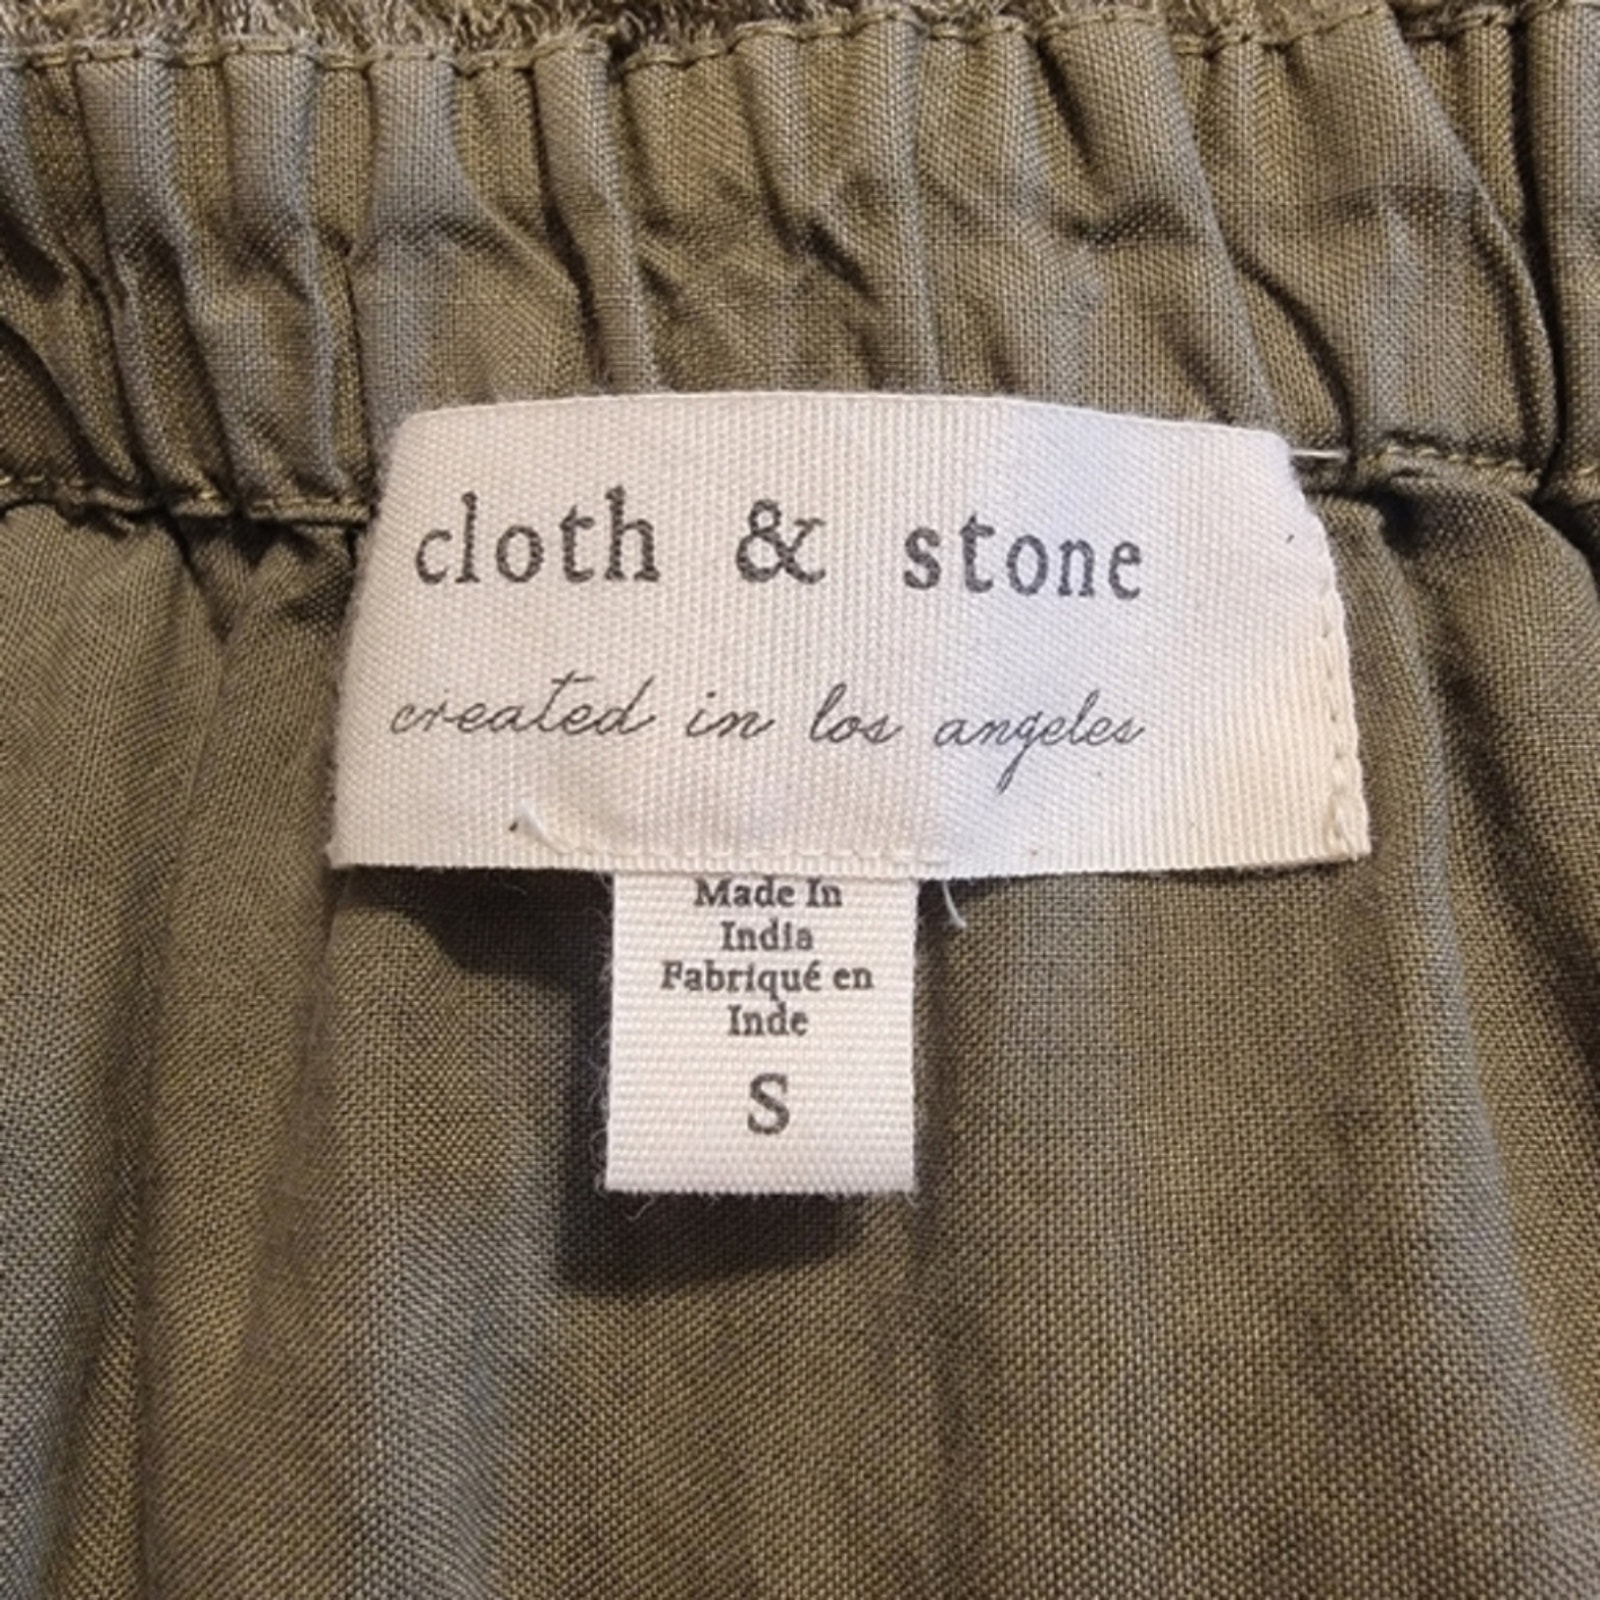 cloth & stone
created in los angeles
Made In
India
Fabriqué en
Inde
S